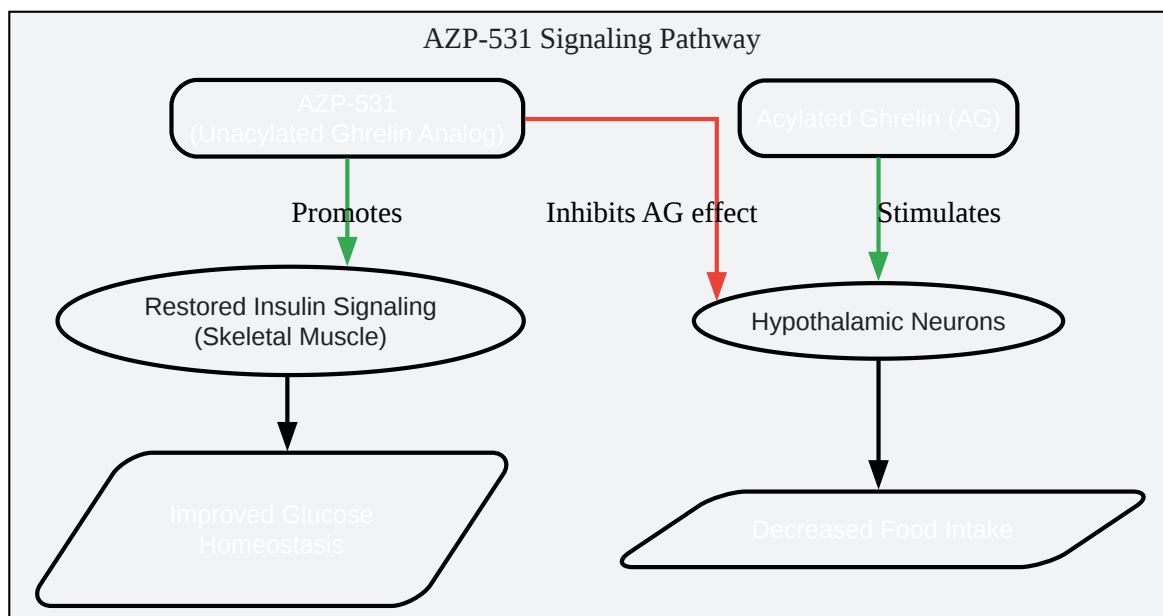 AZP-531 Signaling Pathway
AZP-531
(Unacylated Ghrelin Analog)
Acylated Ghrelin (AG)
Promotes
Inhibits AG effect
Stimulates
Restored Insulin Signaling
(Skeletal Muscle)
Hypothalamic Neurons
Improved Glucose
Homeostasis
Decreased Food Intake